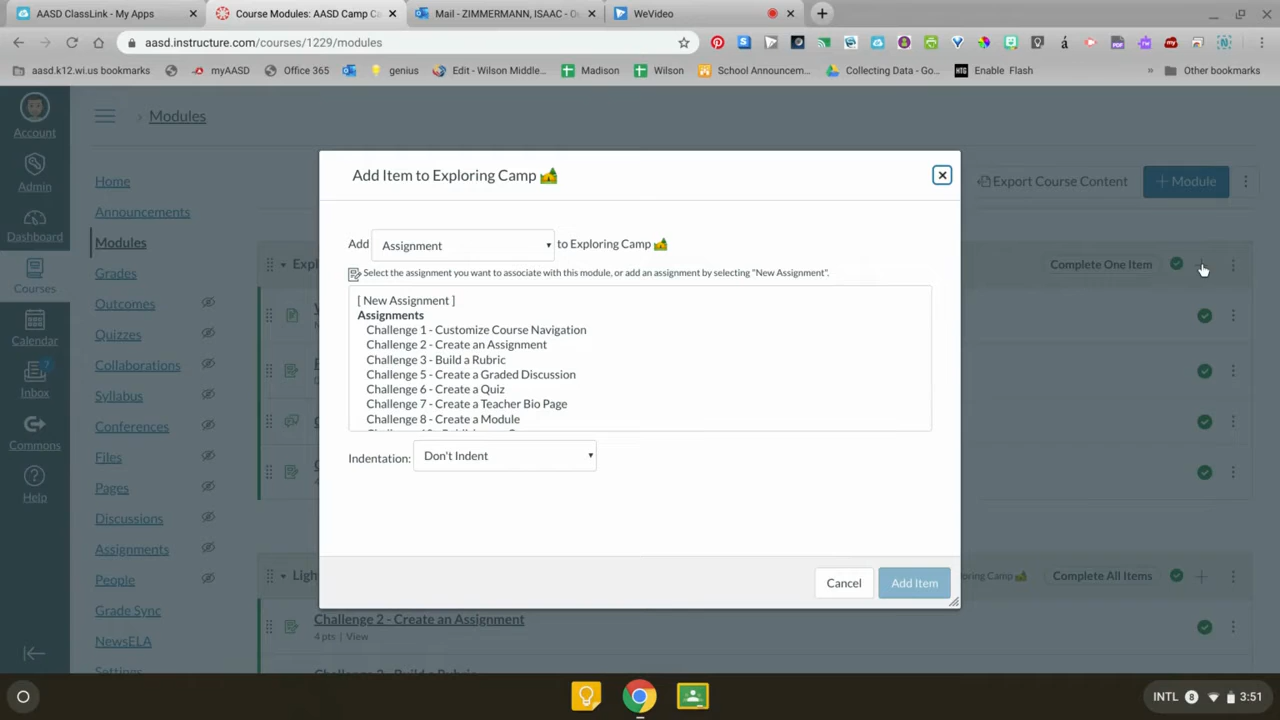 AASD ClassLink - My Apps
Course Modules: AASD Camp C
Mail - ZIMMERMANN, ISAAC - O
WeVideo
aasd.instructure.com/courses/1229/modules
aasd.k12.wi.us bookmarks
myAASD
Office 365
genius
Edit - Wilson Middle...
Madison
Wilson
School Announcem...
Collecting Data - Go...
Enable Flash
Other bookmarks
Account
Admin
Dashboard
Courses
Calendar
Inbox
Commons
Help
Modules
Home
Announcements
Modules
Grades
Outcomes
Quizzes
Collaborations
Syllabus
Conferences
Files
Pages
Discussions
Assignments
People
Grade Sync
NewsELA
Settings
Export Course Content
+ Module
Complete One Item
Add Item to Exploring Camp
Add Assignment to Exploring Camp
Select the assignment you want to associate with this module, or add an assignment by selecting "New Assignment".
[ New Assignment ]
Assignments
Challenge 1 - Customize Course Navigation
Challenge 2 - Create an Assignment
Challenge 3 - Build a Rubric
Challenge 5 - Create a Graded Discussion
Challenge 6 - Create a Quiz
Challenge 7 - Create a Teacher Bio Page
Challenge 8 - Create a Module
Indentation: Don't Indent
Cancel
Add Item
Complete All Items
Challenge 2 - Create an Assignment
4 pts | View
INTL 8 3:51